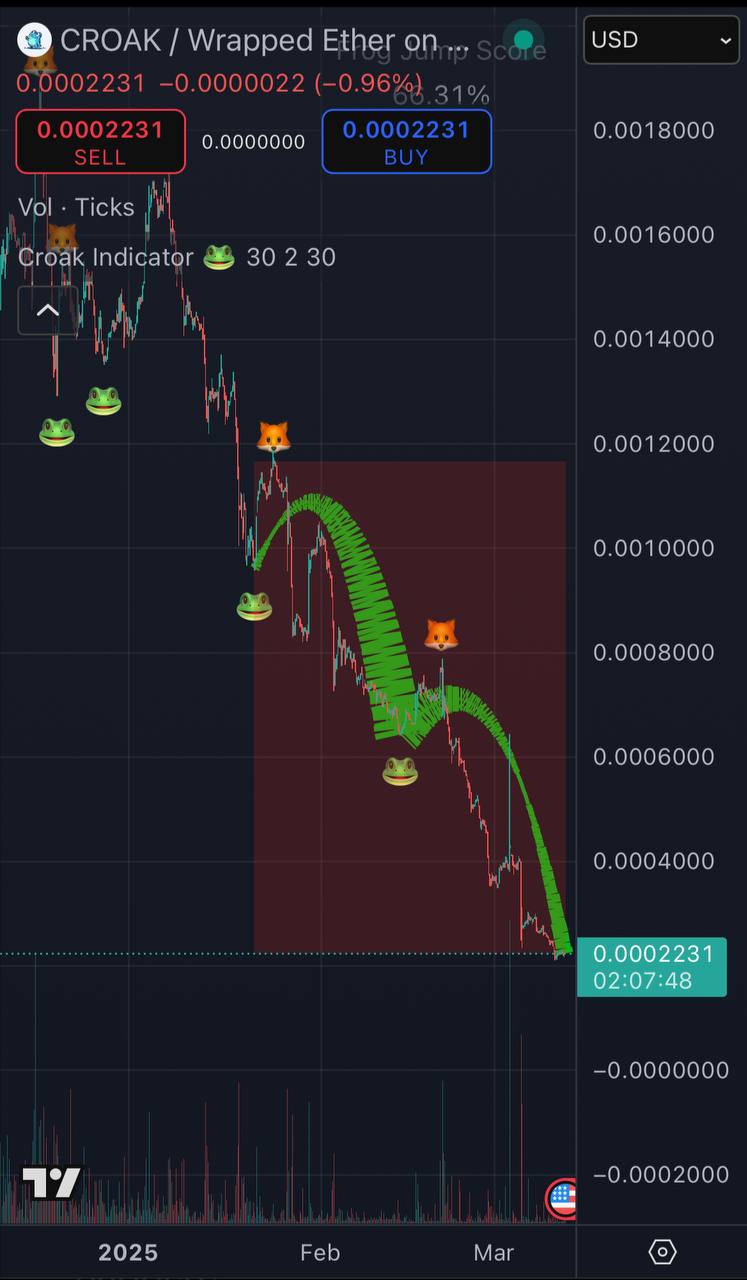 CROAK / Wrapped Ether on ...
Frog Jump Score
USD
0.0002231 −0.0000022 (−0.96%)
66.31%
0.0002231
SELL
0.0000000
0.0002231
BUY
0.0018000
Vol · Ticks
0.0016000
Croak Indicator 🐸 30 2 30
0.0014000
0.0012000
0.0010000
0.0008000
0.0006000
0.0004000
0.0002231
02:07:48
−0.0000000
−0.0002000
2025
Feb
Mar